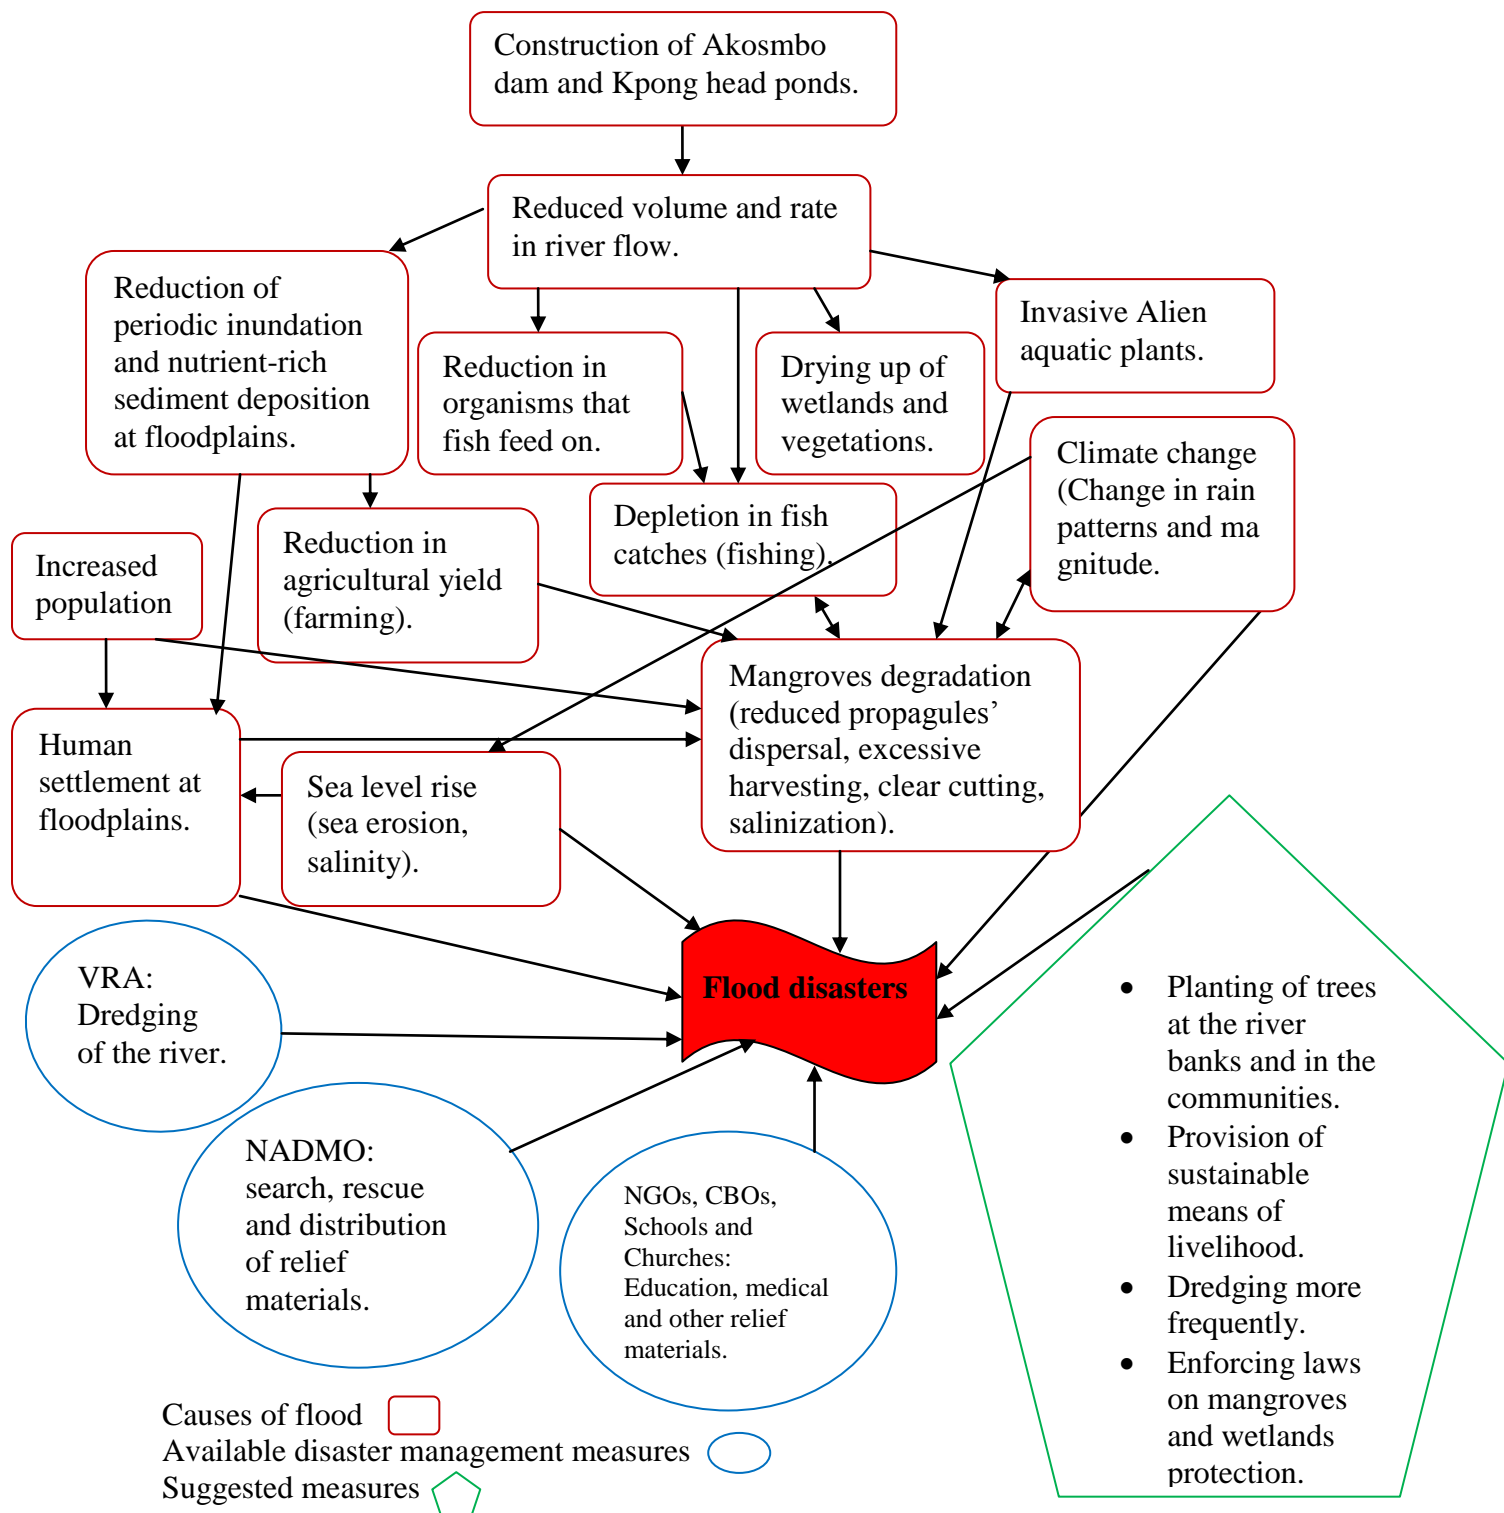 Construction of Akosmbo
dam and Kpong head ponds.
Reduced volume and rate
in river flow.
Reduction of
periodic inundation
and nutrient-rich
sediment deposition
at floodplains.
Reduction in
organisms that
fish feed on.
Drying up of
wetlands and
vegetations.
Invasive Alien
aquatic plants.
Climate change
(Change in rain
patterns and ma
gnitude.
Depletion in fish
catches (fishing).
Reduction in
agricultural yield
(farming).
Increased
population
Human
settlement at
floodplains.
Sea level rise
(sea erosion,
salinity).
Mangroves degradation
(reduced propagules’
dispersal, excessive
harvesting, clear cutting,
salinization).
Flood disasters
VRA:
Dredging
of the river.
NADMO:
search, rescue
and distribution
of relief
materials.
NGOs, CBOs,
Schools and
Churches:
Education, medical
and other relief
materials.
• Planting of trees
at the river
banks and in the
communities.
• Provision of
sustainable
means of
livelihood.
• Dredging more
frequently.
• Enforcing laws
on mangroves
and wetlands
protection.
Causes of flood
Available disaster management measures
Suggested measures